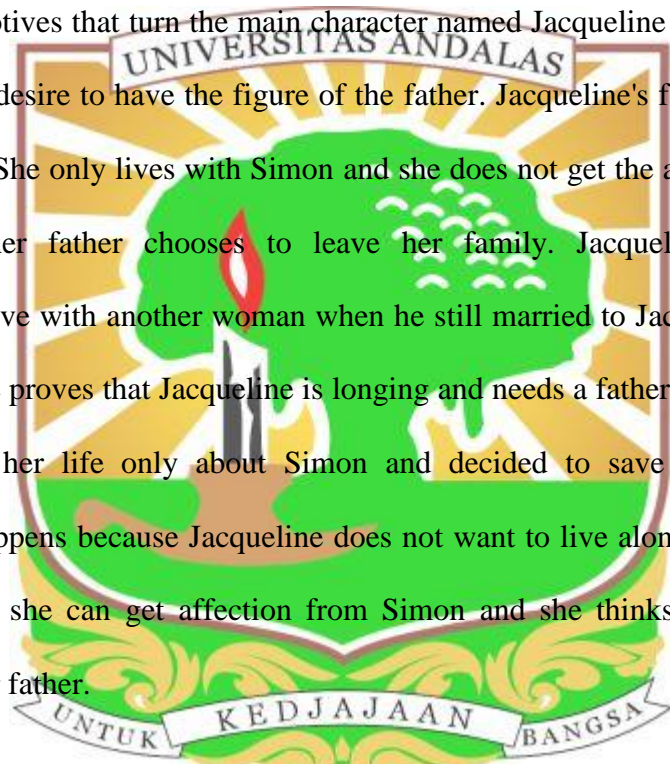 UNIVERSITAS ANDALAS
tives that turn the main character named Jacqueline
desire to have the figure of the father. Jacqueline's f
She only lives with Simon and she does not get the a
er father chooses to leave her family. Jacquel
ve with another woman when he still married to Jac
proves that Jacqueline is longing and needs a father
her life only about Simon and decided to save
ppens because Jacqueline does not want to live alon
she can get affection from Simon and she thinks
father.
UNTUK KEDJAJAAN BANGSA